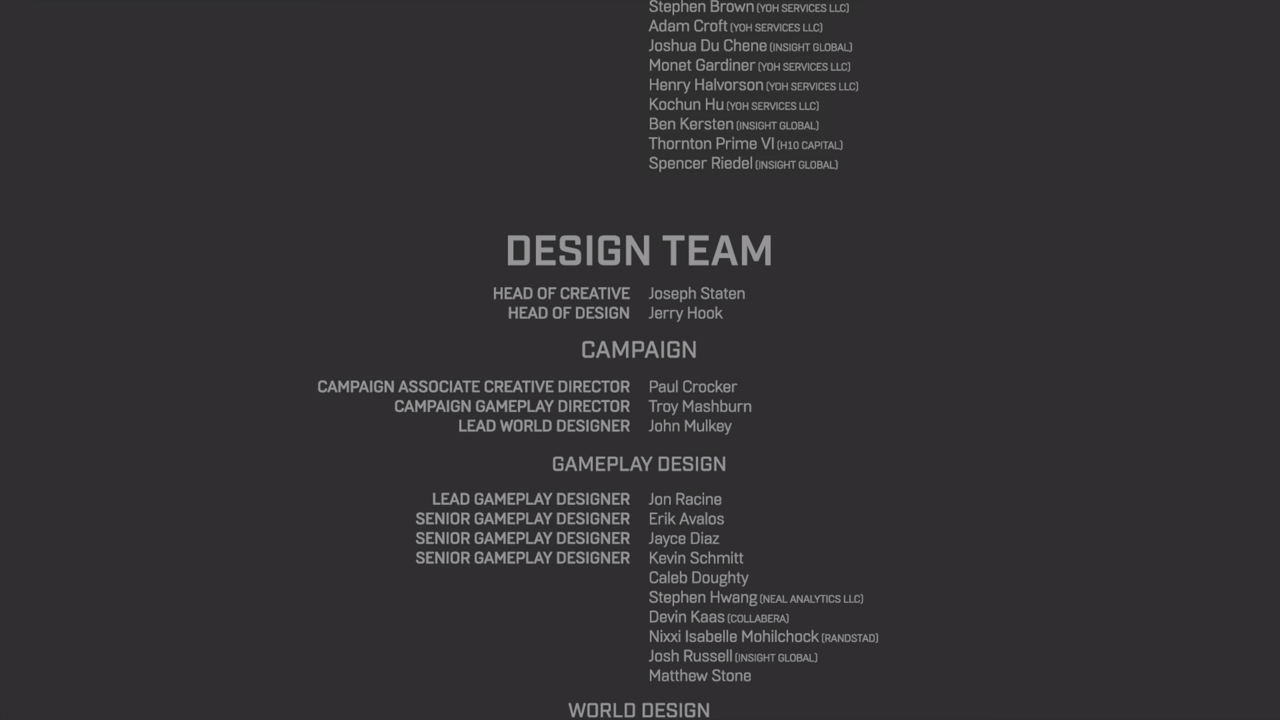 Stephen Brown (YOH SERVICES LLC)
Adam Croft (YOH SERVICES LLC)
Joshua Du Chene (INSIGHT GLOBAL)
Monet Gardiner (YOH SERVICES LLC)
Henry Halvorson (YOH SERVICES LLC)
Kochun Hu (YOH SERVICES LLC)
Ben Kersten (INSIGHT GLOBAL)
Thornton Prime VI (H10 CAPITAL)
Spencer Riedel (INSIGHT GLOBAL)
DESIGN TEAM
HEAD OF CREATIVE Joseph Staten
HEAD OF DESIGN Jerry Hook
CAMPAIGN
CAMPAIGN ASSOCIATE CREATIVE DIRECTOR Paul Crocker
CAMPAIGN GAMEPLAY DIRECTOR Troy Mashburn
LEAD WORLD DESIGNER John Mulkey
GAMEPLAY DESIGN
LEAD GAMEPLAY DESIGNER Jon Racine
SENIOR GAMEPLAY DESIGNER Erik Avalos
SENIOR GAMEPLAY DESIGNER Jayce Diaz
SENIOR GAMEPLAY DESIGNER Kevin Schmitt
Caleb Doughty
Stephen Hwang (NEAL ANALYTICS LLC)
Devin Kaas (COLLABERA)
Nixxi Isabelle Mohilchock (RANDSTAD)
Josh Russell (INSIGHT GLOBAL)
Matthew Stone
WORLD DESIGN